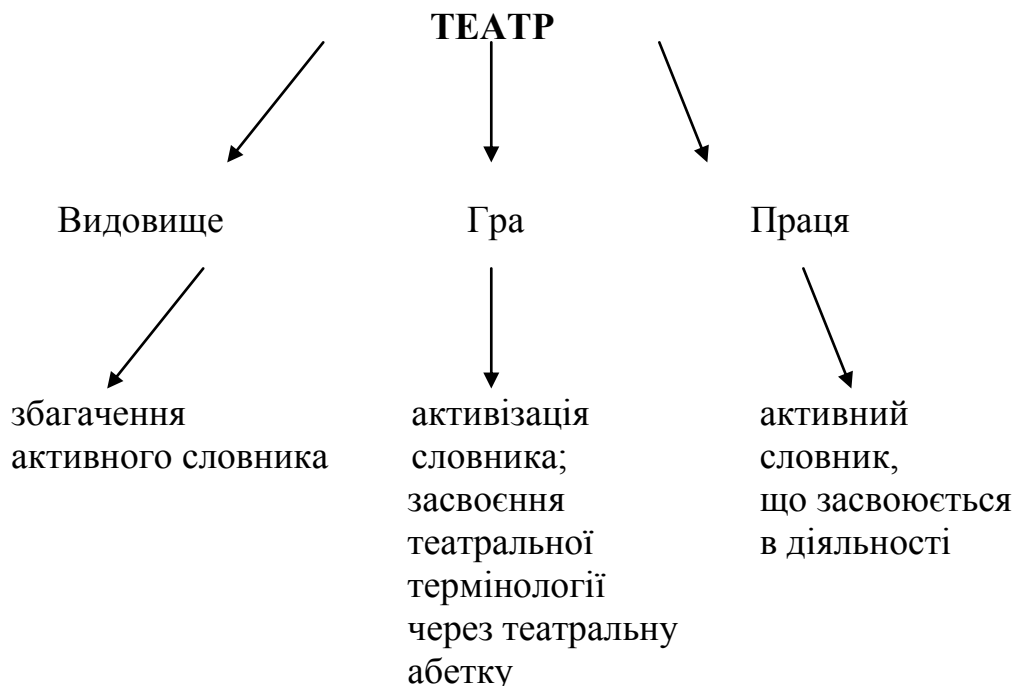 ТЕАТР
Видовище
Гра
Праця
збагачення
активного словника
активізація
словника;
засвоєння
театральної
термінології
через театральну
абетку
активний
словник,
що засвоюється
в діяльності